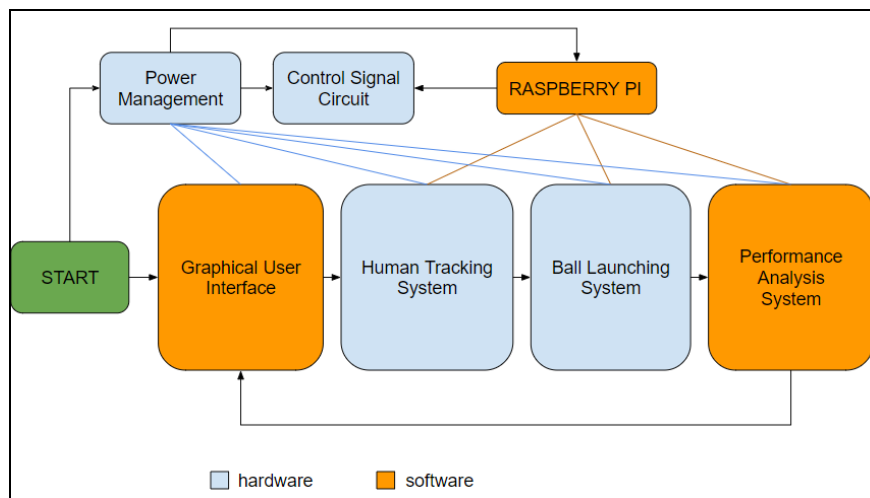 Power
Management
Control Signal
Circuit
RASPBERRY PI
START
Graphical User
Interface
Human Tracking
System
Ball Launching
System
Performance
Analysis
System
hardware
software